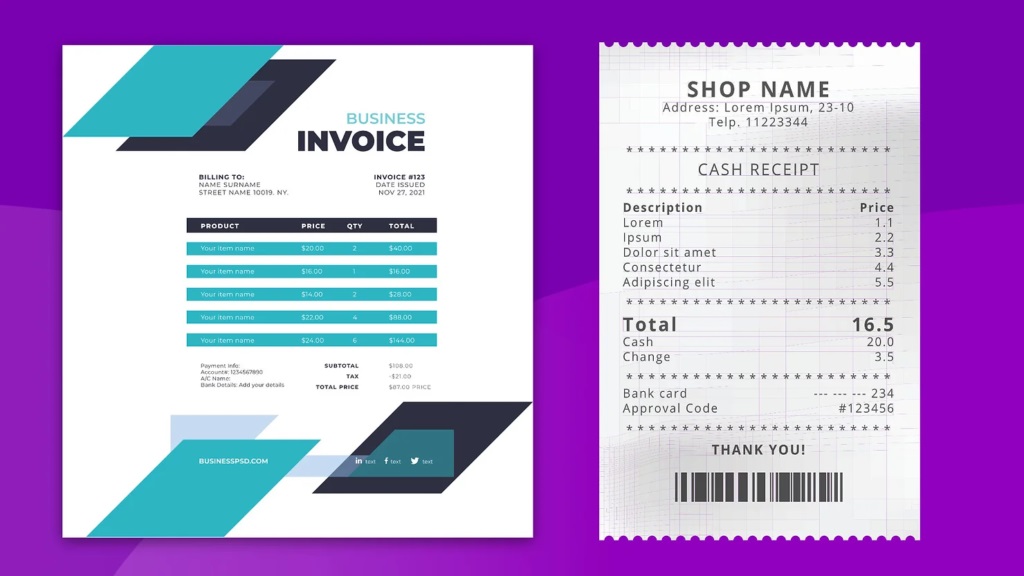 BUSINESS
INVOICE
BILLING TO:
NAME SURNAME
STREET NAME 10019. NY.
INVOICE #123
DATE ISSUED
NOV 27, 2021
PRODUCT PRICE QTY TOTAL
Your item name $20.00 2 $40.00
Your item name $16.00 1 $16.00
Your item name $14.00 2 $28.00
Your item name $22.00 4 $88.00
Your item name $24.00 6 $144.00
Payment Info:
Account#: 1234567890
A/C Name:
Bank Details: Add your details
SUBTOTAL $108.00
TAX -$21.00
TOTAL PRICE $87.00 PRICE
BUSINESSPSD.COM
in text f text text
SHOP NAME
Address: Lorem Ipsum, 23-10
Telp. 11223344
* * * * * * * * * * * * * * * * * * * * * *
CASH RECEIPT
* * * * * * * * * * * * * * * * * * * * * *
Description Price
Lorem 1.1
Ipsum 2.2
Dolor sit amet 3.3
Consectetur 4.4
Adipiscing elit 5.5
* * * * * * * * * * * * * * * * * * * * * *
Total 16.5
Cash 20.0
Change 3.5
* * * * * * * * * * * * * * * * * * * * * *
Bank card --- --- --- 234
Approval Code #123456
* * * * * * * * * * * * * * * * * * * * * *
THANK YOU!